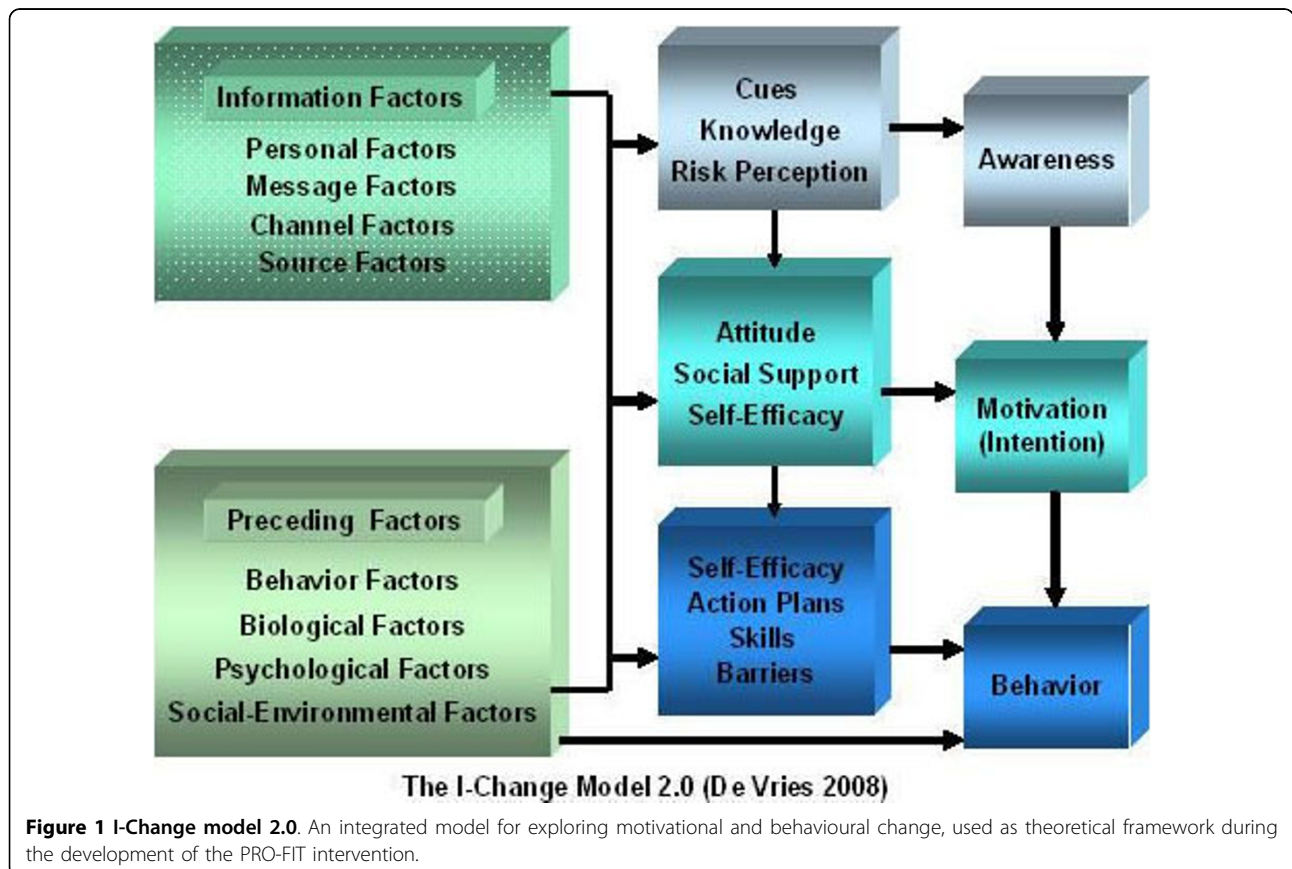 Information Factors
Personal Factors
Message Factors
Channel Factors
Source Factors
Preceding Factors
Behavior Factors
Biological Factors
Psychological Factors
Social-Environmental Factors
Cues
Knowledge
Risk Perception
Attitude
Social Support
Self-Efficacy
Self-Efficacy
Action Plans
Skills
Barriers
Awareness
Motivation
(Intention)
Behavior
The I-Change Model 2.0 (De Vries 2008)
Figure 1 I-Change model 2.0. An integrated model for exploring motivational and behavioural change, used as theoretical framework during
the development of the PRO-FIT intervention.